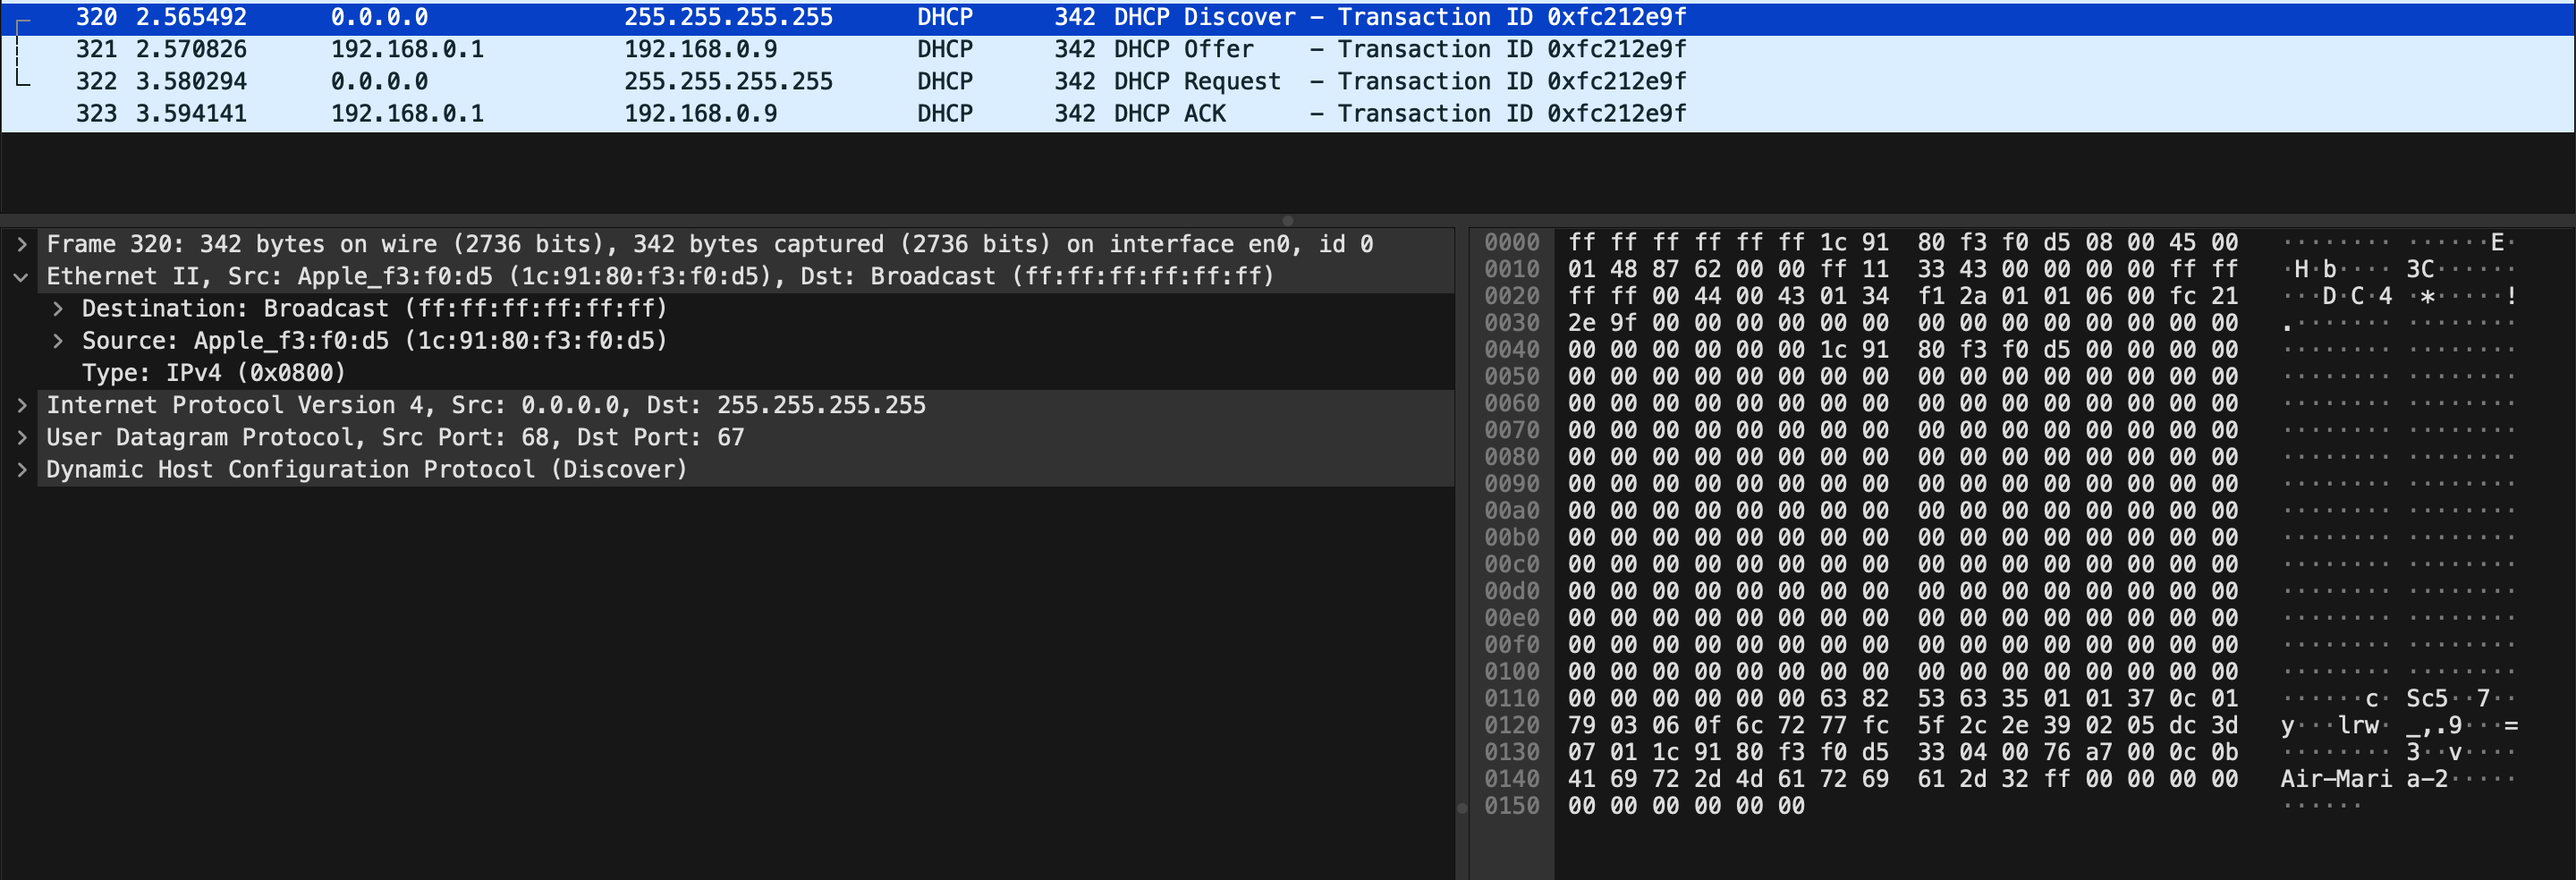 320 2.565492 0.0.0.0 255.255.255.255 DHCP 342 DHCP Discover – Transaction ID 0xfc212e9f
321 2.570826 192.168.0.1 192.168.0.9 DHCP 342 DHCP Offer – Transaction ID 0xfc212e9f
322 3.580294 0.0.0.0 255.255.255.255 DHCP 342 DHCP Request – Transaction ID 0xfc212e9f
323 3.594141 192.168.0.1 192.168.0.9 DHCP 342 DHCP ACK – Transaction ID 0xfc212e9f
Frame 320: 342 bytes on wire (2736 bits), 342 bytes captured (2736 bits) on interface en0, id 0
Ethernet II, Src: Apple_f3:f0:d5 (1c:91:80:f3:f0:d5), Dst: Broadcast (ff:ff:ff:ff:ff:ff)
Destination: Broadcast (ff:ff:ff:ff:ff:ff)
Source: Apple_f3:f0:d5 (1c:91:80:f3:f0:d5)
Type: IPv4 (0x0800)
Internet Protocol Version 4, Src: 0.0.0.0, Dst: 255.255.255.255
User Datagram Protocol, Src Port: 68, Dst Port: 67
Dynamic Host Configuration Protocol (Discover)
0000 ff ff ff ff ff ff 1c 91 80 f3 f0 d5 08 00 45 00 ········ ······E·
0010 01 48 87 62 00 00 ff 11 33 43 00 00 00 00 ff ff ·H·b···· 3C······
0020 ff ff 00 44 00 43 01 34 f1 2a 01 01 06 00 fc 21 ···D·C·4 ·*·····!
0030 2e 9f 00 00 00 00 00 00 00 00 00 00 00 00 00 00 .······· ········
0040 00 00 00 00 00 00 1c 91 80 f3 f0 d5 00 00 00 00 ········ ········
0050 00 00 00 00 00 00 00 00 00 00 00 00 00 00 00 00 ········ ········
0060 00 00 00 00 00 00 00 00 00 00 00 00 00 00 00 00 ········ ········
0070 00 00 00 00 00 00 00 00 00 00 00 00 00 00 00 00 ········ ········
0080 00 00 00 00 00 00 00 00 00 00 00 00 00 00 00 00 ········ ········
0090 00 00 00 00 00 00 00 00 00 00 00 00 00 00 00 00 ········ ········
00a0 00 00 00 00 00 00 00 00 00 00 00 00 00 00 00 00 ········ ········
00b0 00 00 00 00 00 00 00 00 00 00 00 00 00 00 00 00 ········ ········
00c0 00 00 00 00 00 00 00 00 00 00 00 00 00 00 00 00 ········ ········
00d0 00 00 00 00 00 00 00 00 00 00 00 00 00 00 00 00 ········ ········
00e0 00 00 00 00 00 00 00 00 00 00 00 00 00 00 00 00 ········ ········
00f0 00 00 00 00 00 00 00 00 00 00 00 00 00 00 00 00 ········ ········
0100 00 00 00 00 00 00 00 00 00 00 00 00 00 00 00 00 ········ ········
0110 00 00 00 00 00 00 63 82 53 63 35 01 01 37 0c 01 ······c· Sc5··7··
0120 79 03 06 0f 6c 72 77 fc 5f 2c 2e 39 02 05 dc 3d y···lrw· _,.9···=
0130 07 01 1c 91 80 f3 f0 d5 33 04 00 76 a7 00 0c 0b ········ 3··v····
0140 41 69 72 2d 4d 61 72 69 61 2d 32 ff 00 00 00 00 Air–Mari a–2·····
0150 00 00 00 00 00 00 ······